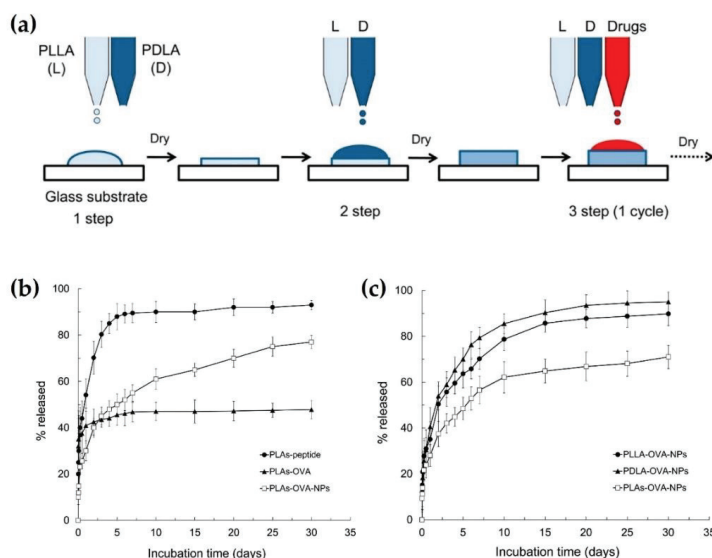 (a)
PLLA
(L)
PDLA
(D)
L D
L D Drugs
Dry
Dry
Dry
Glass substrate
1 step
2 step
3 step (1 cycle)
(b)
100
80
60
40
20
0
% released
PLAs-peptide
PLAs-OVA
PLAs-OVA-NPs
0 5 10 15 20 25 30 35
Incubation time (days)
(c)
100
80
60
40
20
0
% released
PLLA-OVA-NPs
PDLA-OVA-NPs
PLAs-OVA-NPs
0 5 10 15 20 25 30 35
Incubation time (days)